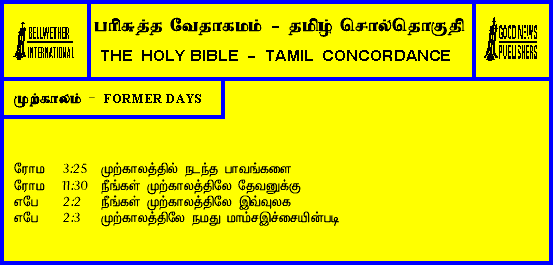 BELLWETHER
INTERNATIONAL
பரிசுத்த வேதாகமம் - தமிழ் சொல்தொகுதி
THE HOLY BIBLE - TAMIL CONCORDANCE
GOOD NEWS
PUBLISHERS
முற்காலம் - FORMER DAYS
ரோம 3:25 முற்காலத்தில் நடந்த பாவங்களை
ரோம 11:30 நீங்கள் முற்காலத்திலே தேவனுக்கு
எபே 2:2 நீங்கள் முற்காலத்திலே இவ்வுலக
எபே 2:3 முற்காலத்திலே நமது மாம்சஇச்சையின்படி